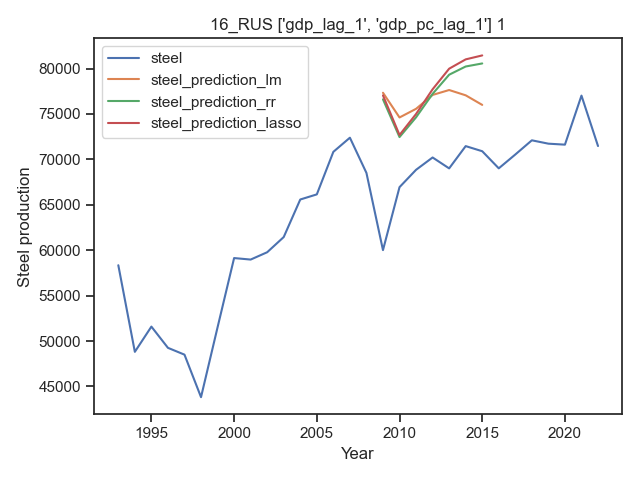 16_RUS ['gdp_lag_1', 'gdp_pc_lag_1'] 1
steel
steel_prediction_lm
steel_prediction_rr
steel_prediction_lasso
80000
75000
70000
65000
60000
55000
50000
45000
Steel production
1995 2000 2005 2010 2015 2020
Year